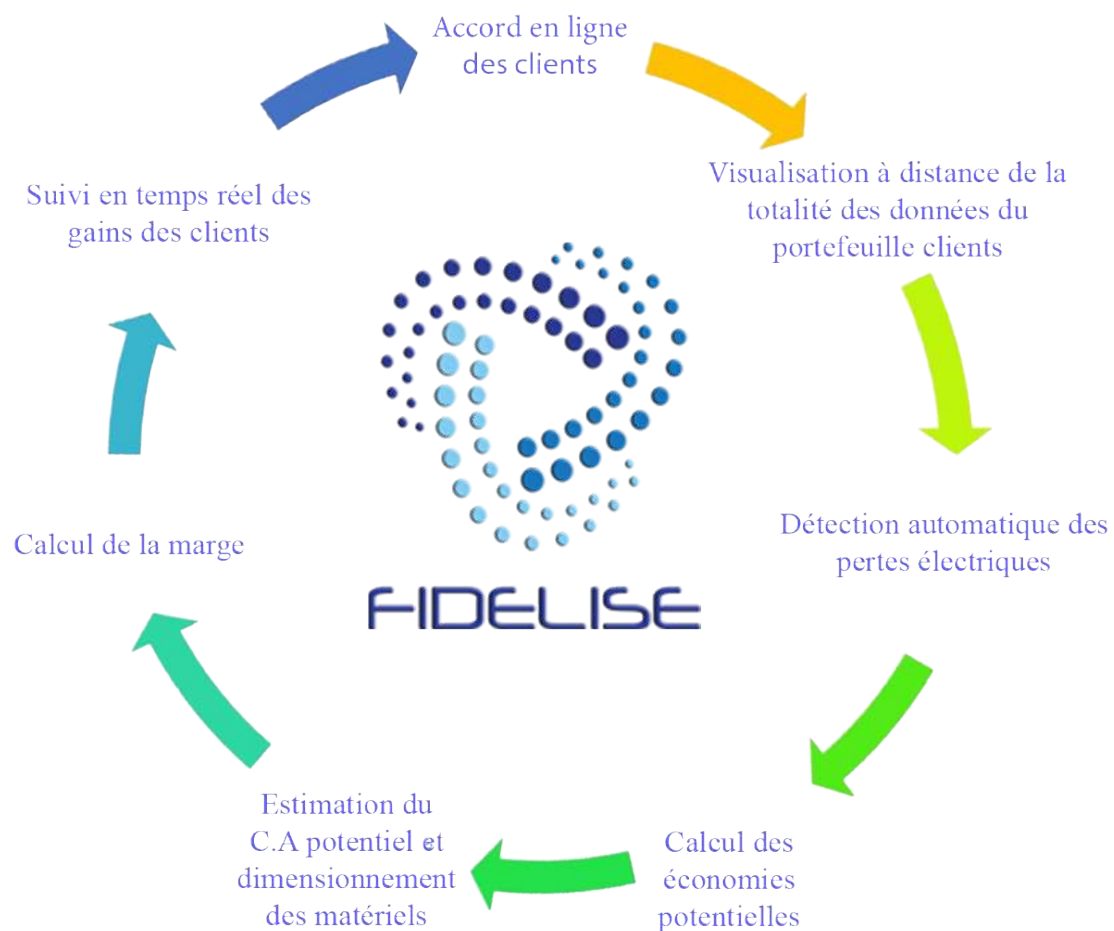 Accord en ligne
des clients
Visualisation à distance de la
totalité des données du
portefeuille clients
Détection automatique des
pertes électriques
Calcul des
économies
potentielles
Estimation du
C.A potentiel et
dimensionnement
des matériels
Calcul de la marge
Suivi en temps réel des
gains des clients
FIDELISE